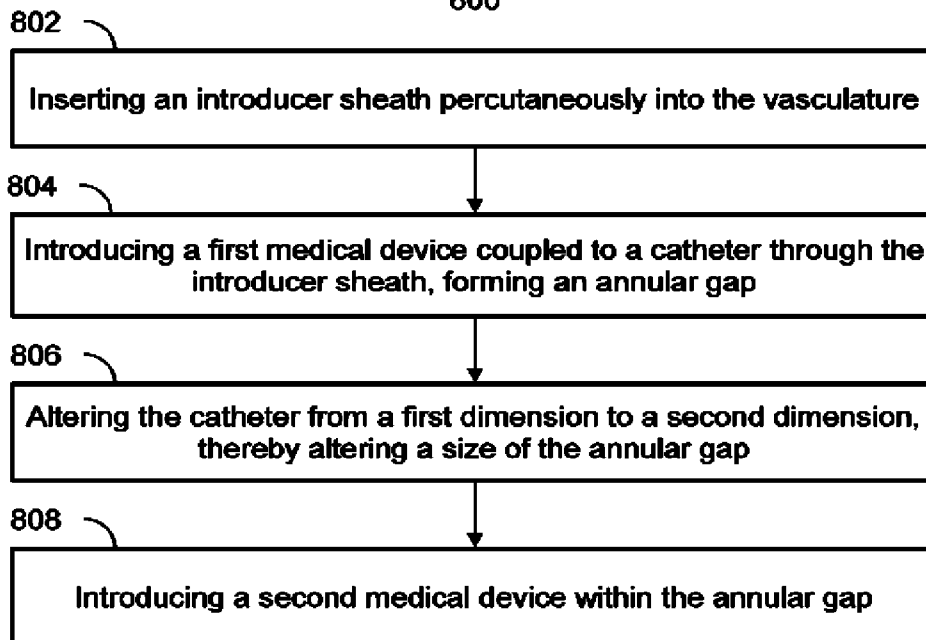 802
Inserting an introducer sheath percutaneously into the vasculature
804
Introducing a first medical device coupled to a catheter through the
introducer sheath, forming an annular gap
806
Altering the catheter from a first dimension to a second dimension,
thereby altering a size of the annular gap
808
Introducing a second medical device within the annular gap